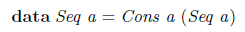 data Seq a = Cons a (Seq a)